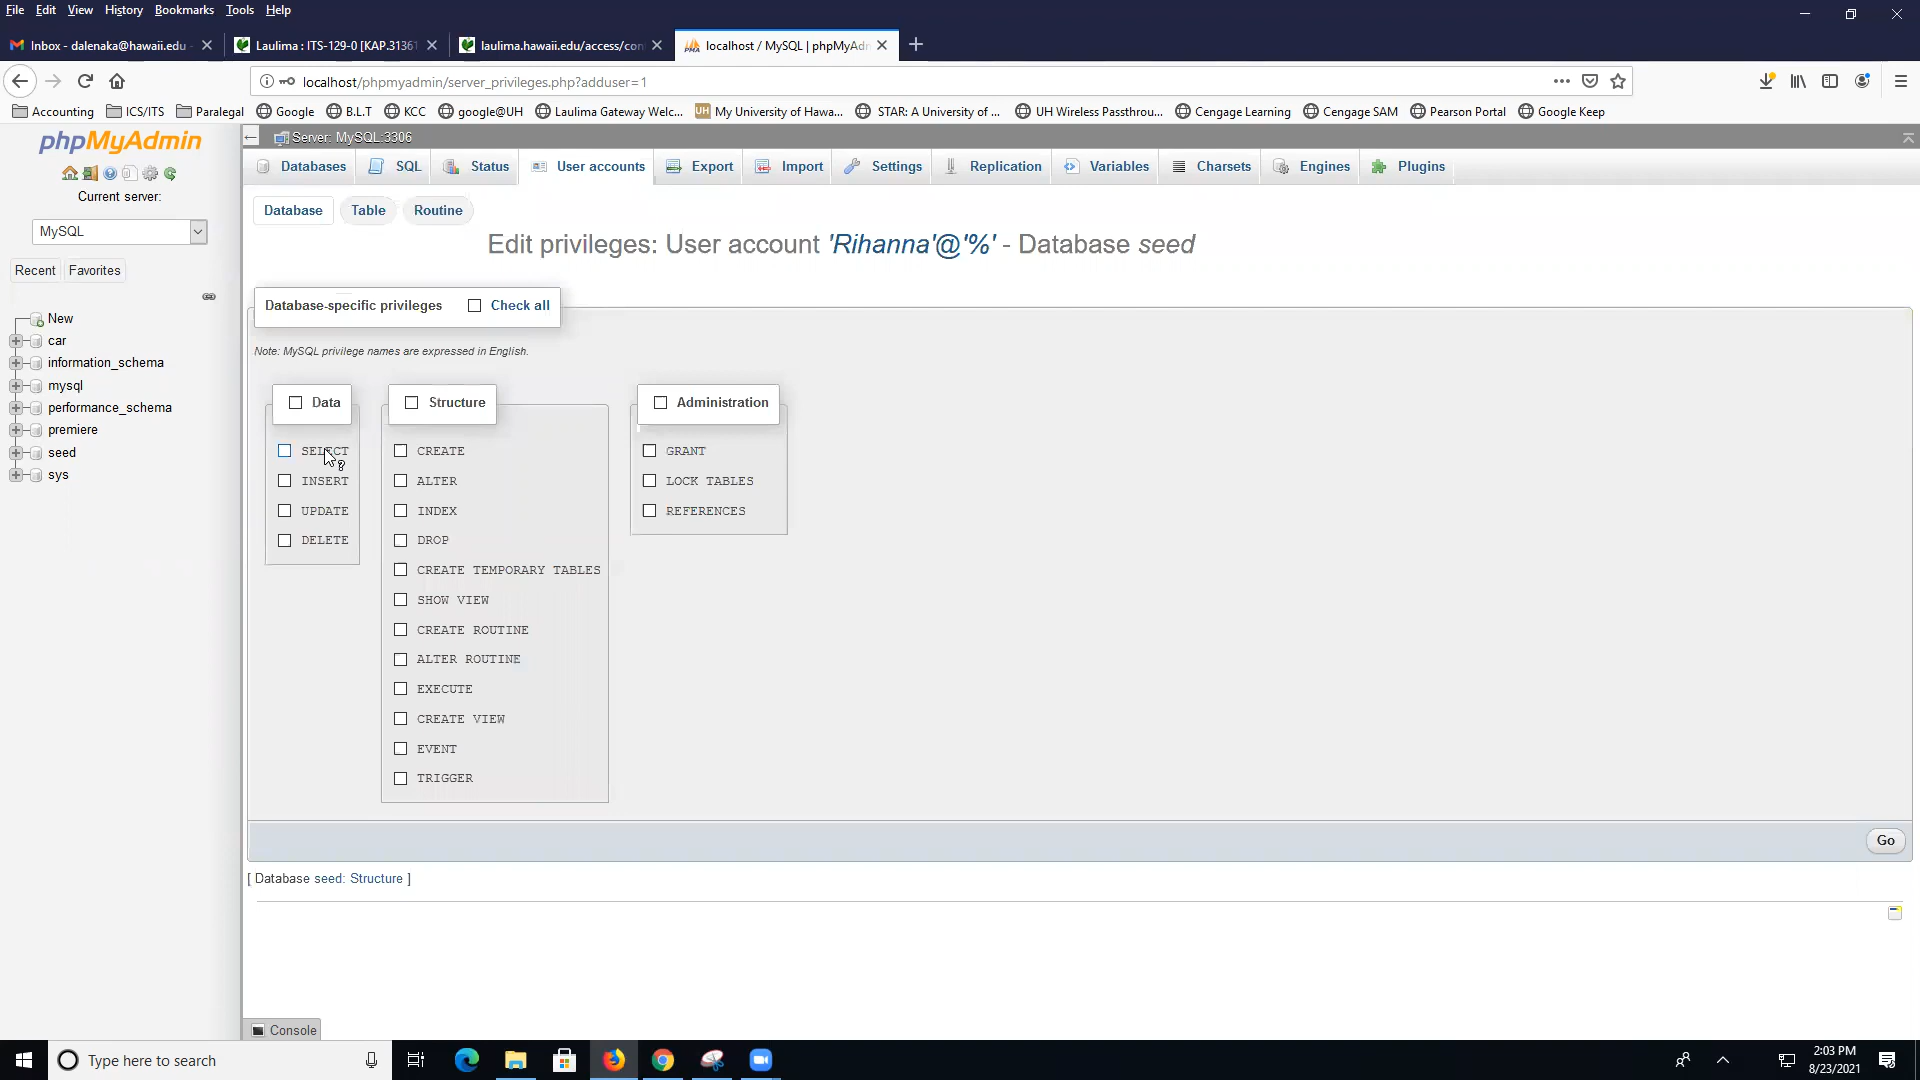 File Edit View History Bookmarks Tools Help
Inbox - dalenaka@hawaii.edu - Laulima : ITS-129-0 [KAP.31361 laulima.hawaii.edu/access/con localhost / MySQL | phpMyAdm
localhost/phpmyadmin/server_privileges.php?adduser=1
Accounting ICS/ITS Paralegal Google B.L.T KCC google@UH Laulima Gateway Welc... My University of Hawa... STAR: A University of ... UH Wireless Passthrou... Cengage Learning Cengage SAM Pearson Portal Google Keep
phpMyAdmin
Current server:
MySQL
Recent Favorites
New
car
information_schema
mysql
performance_schema
premiere
seed
sys
Server: MySQL:3306
Databases SQL Status User accounts Export Import Settings Replication Variables Charsets Engines Plugins
Database Table Routine
Edit privileges: User account 'Rihanna'@'%' - Database seed
Database-specific privileges Check all
Note: MySQL privilege names are expressed in English.
Data
SELECT
INSERT
UPDATE
DELETE
Structure
CREATE
ALTER
INDEX
DROP
CREATE TEMPORARY TABLES
SHOW VIEW
CREATE ROUTINE
ALTER ROUTINE
EXECUTE
CREATE VIEW
EVENT
TRIGGER
Administration
GRANT
LOCK TABLES
REFERENCES
Go
[ Database seed: Structure ]
Console
Type here to search
2:03 PM
8/23/2021